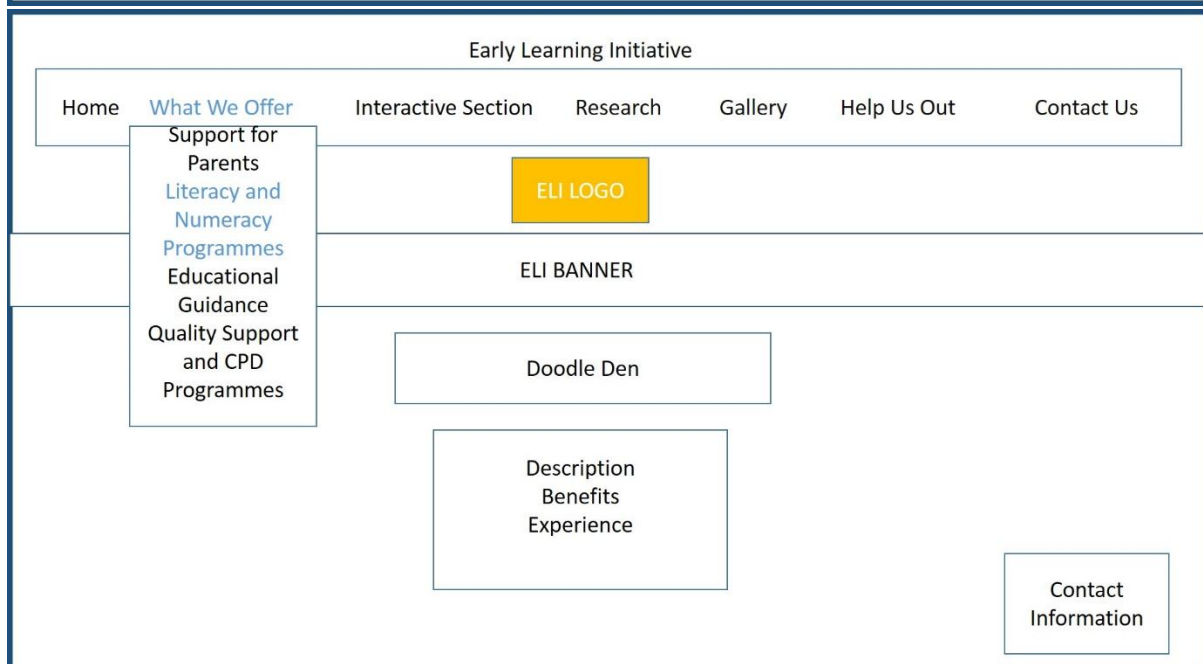 Early Learning Initiative
Home What We Offer Interactive Section Research Gallery Help Us Out Contact Us
Support for
Parents
Literacy and
Numeracy
Programmes
Educational
Guidance
Quality Support
and CPD
Programmes
ELI LOGO
ELI BANNER
Doodle Den
Description
Benefits
Experience
Contact
Information